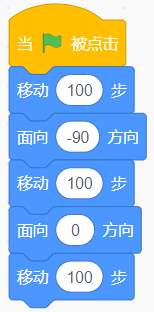 当 被点击
移动 100 步
面向 -90 方向
移动 100 步
面向 0 方向
移动 100 步